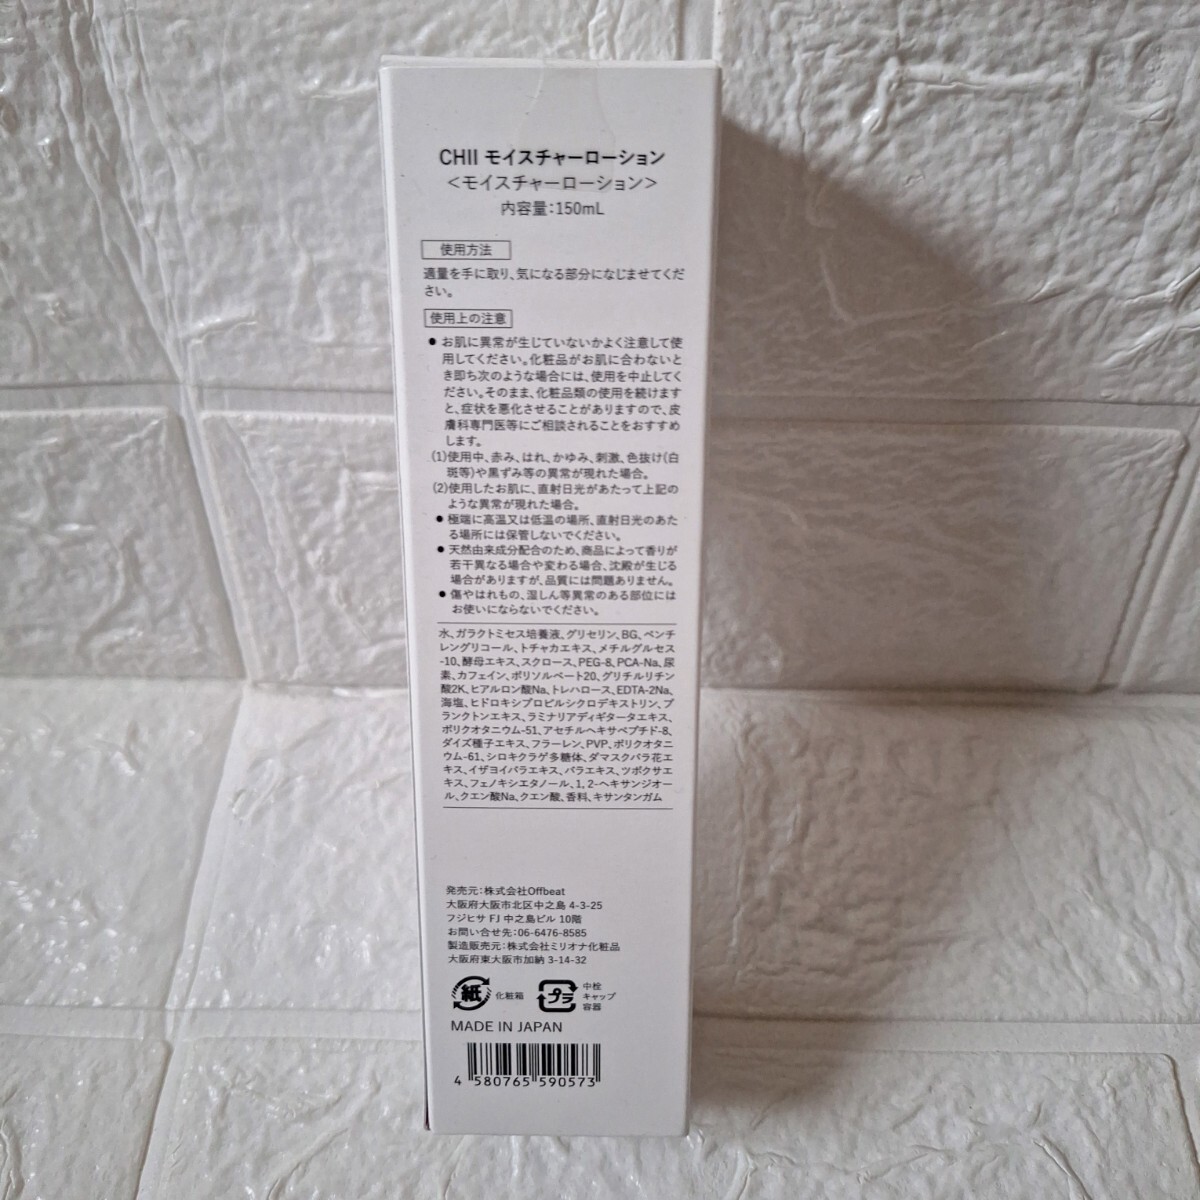 CHII モイスチャーローション
＜モイスチャーローション＞
内容量：150mL
使用方法
適量を手に取り、気になる部分になじませてくだ
さい。
使用上の注意
● お肌に異常が生じていないかよく注意して使
用してください。化粧品がお肌に合わないと
き即ち次のような場合には、使用を中止してく
ださい。そのまま、化粧品類の使用を続けます
と、症状を悪化させることがありますので、皮
膚科専門医等にご相談されることをおすすめ
します。
(1)使用中、赤み、はれ、かゆみ、刺激、色抜け(白
斑等)や黒ずみ等の異常が現れた場合。
(2)使用したお肌に、直射日光があたって上記の
ような異常が現れた場合。
● 極端に高温又は低温の場所、直射日光のあた
る場所には保管しないでください。
● 天然由来成分配合のため、商品によって香りが
若干異なる場合や変わる場合、沈殿が生じる
場合がありますが、品質には問題ありません。
● 傷やはれもの、湿しん等異常のある部位には
お使いにならないでください。
水、ガラクトミセス培養液、グリセリン、BG、ペンチ
レングリコール、トチャカエキス、メチルグルセス
-10、酵母エキス、スクロース、PEG-8、PCA-Na、尿
素、カフェイン、ポリソルベート20、グリチルリチン
酸2K、ヒアルロン酸Na、トレハロース、EDTA-2Na、
海塩、ヒドロキシプロピルシクロデキストリン、プ
ランクトンエキス、ラミナリアディギタータエキス、
ポリクオタニウム-51、アセチルヘキサペプチド-8、
ダイズ種子エキス、フラーレン、PVP、ポリクオタニ
ウム-61、シロキクラゲ多糖体、ダマスクバラ花エ
キス、イザヨイバラエキス、バラエキス、ツボクサエ
キス、フェノキシエタノール、1,2-ヘキサンジオー
ル、クエン酸Na、クエン酸、香料、キサンタンガム
発売元：株式会社Offbeat
大阪府大阪市北区中之島 4-3-25
フジヒサ FJ 中之島ビル 10階
お問い合せ先：06-6476-8585
製造販売元：株式会社ミリオナ化粧品
大阪府東大阪市加納 3-14-32
紙 化粧箱
プラ 中栓
キャップ
容器
MADE IN JAPAN
4 580765 590573